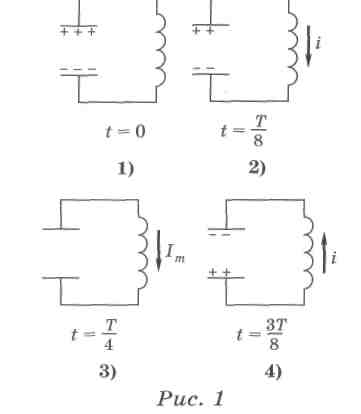 + + +
+ +
− − −
− −
i
t = 0
t = T/8
1)
2)
I_m
− −
+ +
i
t = T/4
t = 3T/8
3)
4)
Рис. 1